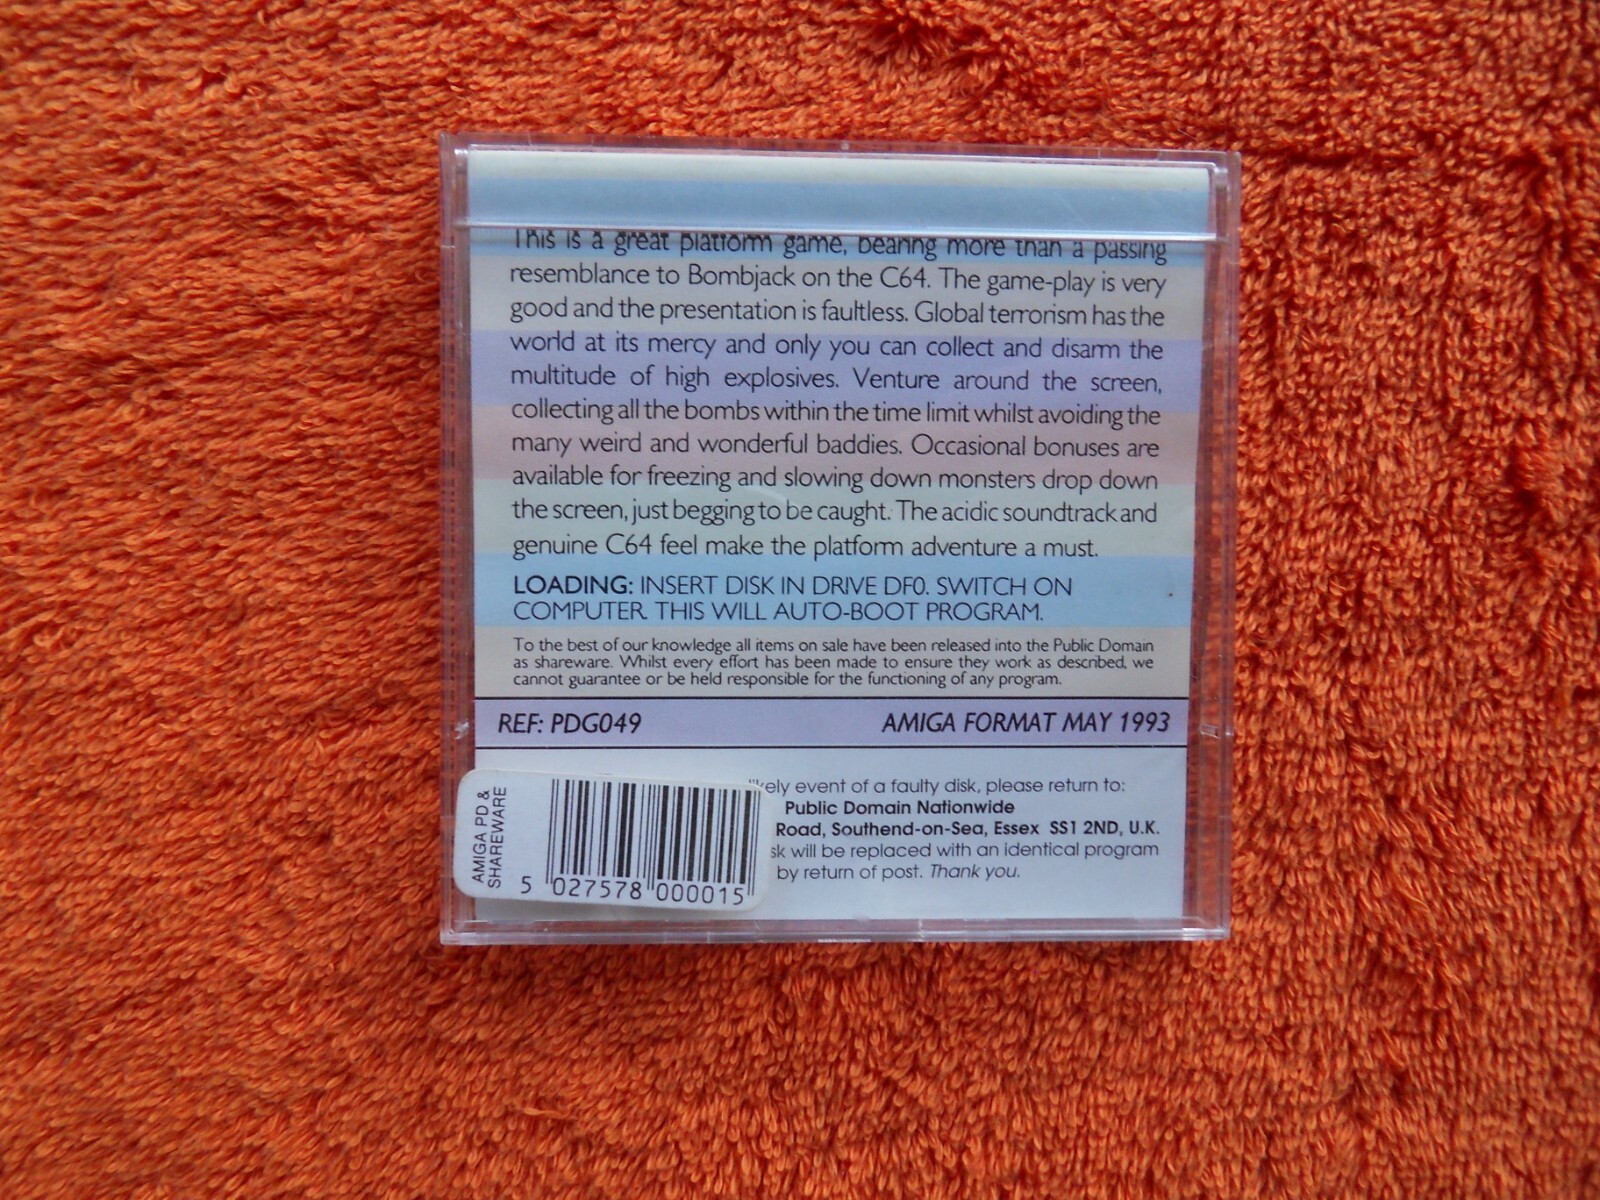 This is a great platform game, bearing more than a passing
resemblance to Bombjack on the C64. The game-play is very
good and the presentation is faultless. Global terrorism has the
world at its mercy and only you can collect and disarm the
multitude of high explosives. Venture around the screen,
collecting all the bombs within the time limit whilst avoiding the
many weird and wonderful baddies. Occasional bonuses are
available for freezing and slowing down monsters drop down
the screen, just begging to be caught. The acidic soundtrack and
genuine C64 feel make the platform adventure a must.
LOADING: INSERT DISK IN DRIVE DF0. SWITCH ON
COMPUTER. THIS WILL AUTO-BOOT PROGRAM.
To the best of our knowledge all items on sale have been released into the Public Domain
as shareware. Whilst every effort has been made to ensure they work as described, we
cannot guarantee or be held responsible for the functioning of any program.
REF: PDG049 AMIGA FORMAT MAY 1993
event of a faulty disk, please return to:
Public Domain Nationwide
Road, Southend-on-Sea, Essex SS1 2ND, U.K.
will be replaced with an identical program
by return of post. Thank you.
AMIGA PD &
SHAREWARE
5 027578 000015